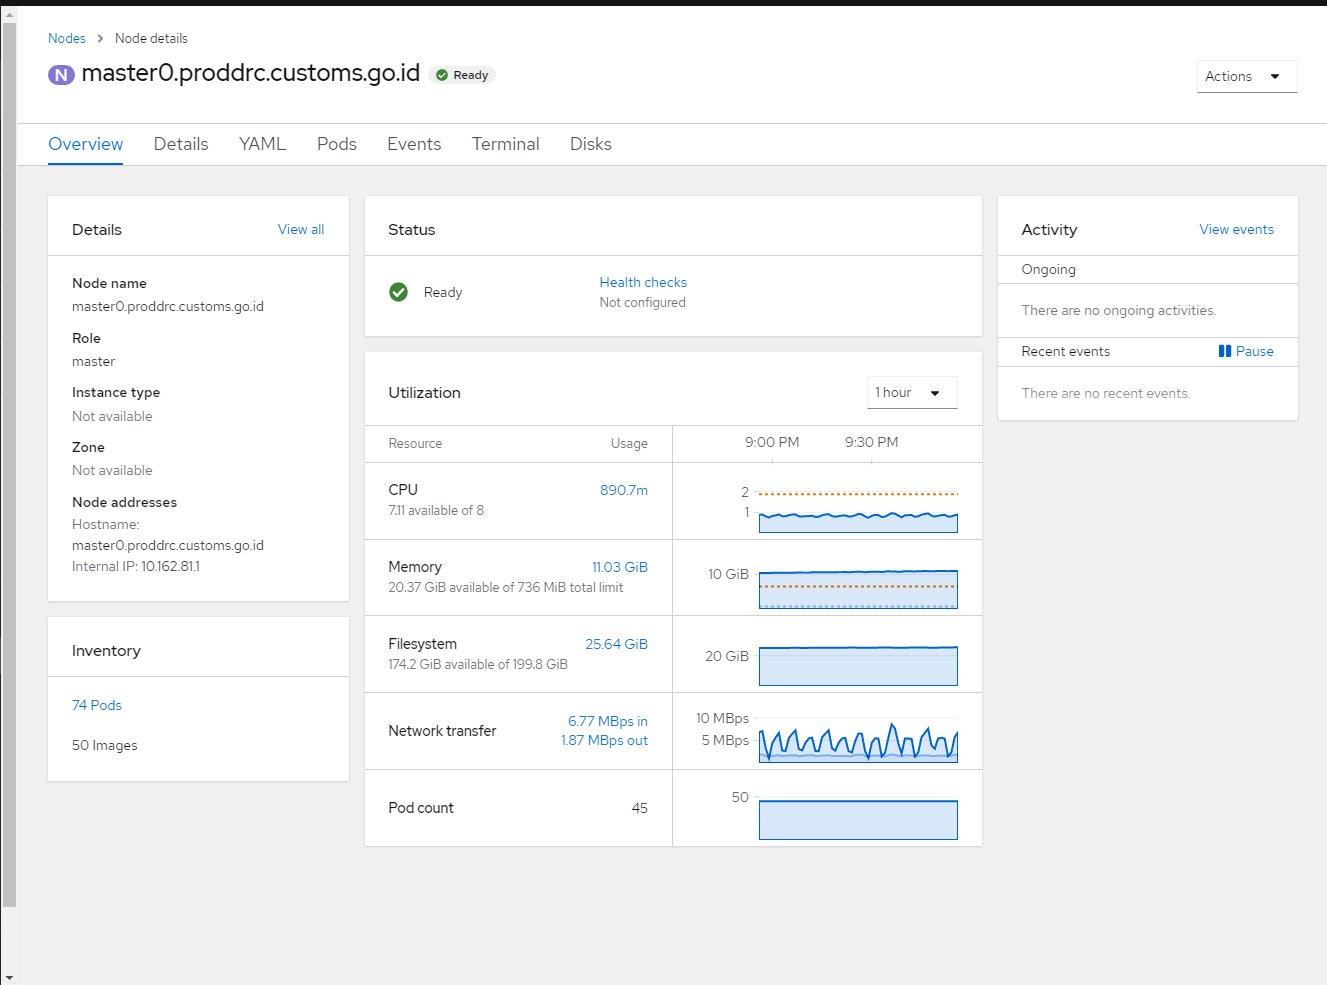 Nodes > Node details
N master0.proddrc.customs.go.id Ready
Actions
Overview Details YAML Pods Events Terminal Disks
Details View all
Node name
master0.proddrc.customs.go.id
Role
master
Instance type
Not available
Zone
Not available
Node addresses
Hostname:
master0.proddrc.customs.go.id
Internal IP: 10.162.81.1
Inventory
74 Pods
50 Images
Status
Ready
Health checks
Not configured
Utilization
1 hour
Resource Usage 9:00 PM 9:30 PM
CPU 890.7m
7.11 available of 8
2
1
Memory 11.03 GiB
20.37 GiB available of 736 MiB total limit
10 GiB
Filesystem 25.64 GiB
174.2 GiB available of 199.8 GiB
20 GiB
Network transfer
6.77 MBps in
1.87 MBps out
10 MBps
5 MBps
Pod count 45
50
Activity View events
Ongoing
There are no ongoing activities.
Recent events Pause
There are no recent events.